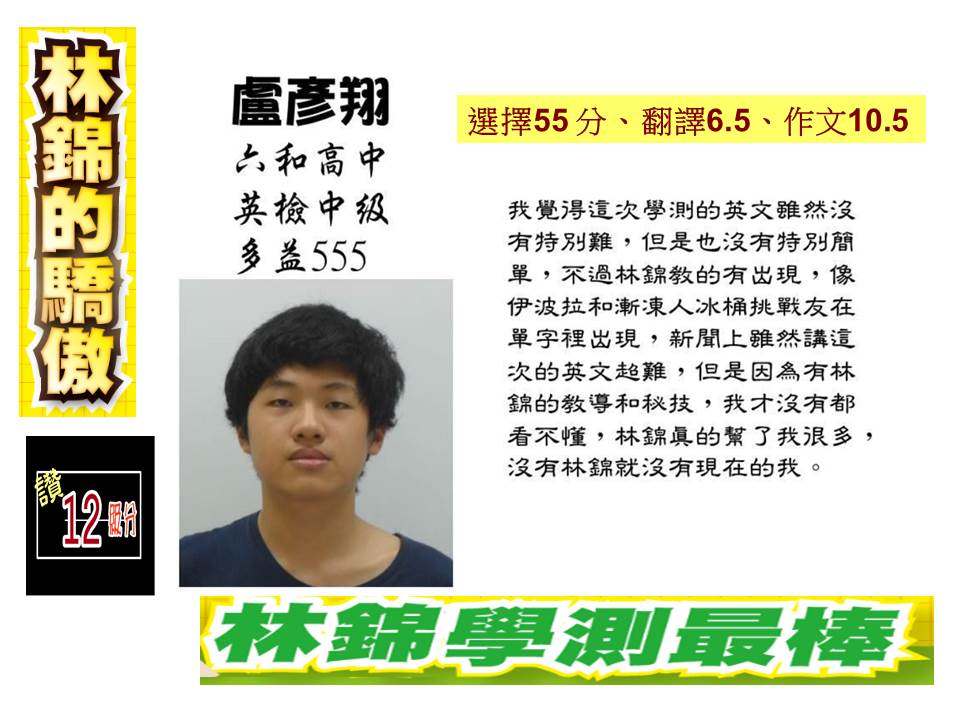 林錦的驕傲
盧彥翔
六和高中
英檢中級
多益555
選擇55 分、翻譯6.5、作文10.5
我覺得這次學測的英文雖然沒
有特別難，但是也沒有特別簡
單，不過林錦教的有出現，像
伊波拉和漸凍人冰桶挑戰友在
單字裡出現，新聞上雖然講這
次的英文超難，但是因為有林
錦的教導和秘技，我才沒有都
看不懂，林錦真的幫了我很多，
沒有林錦就沒有現在的我。
讚
12
級分
林錦學測最棒